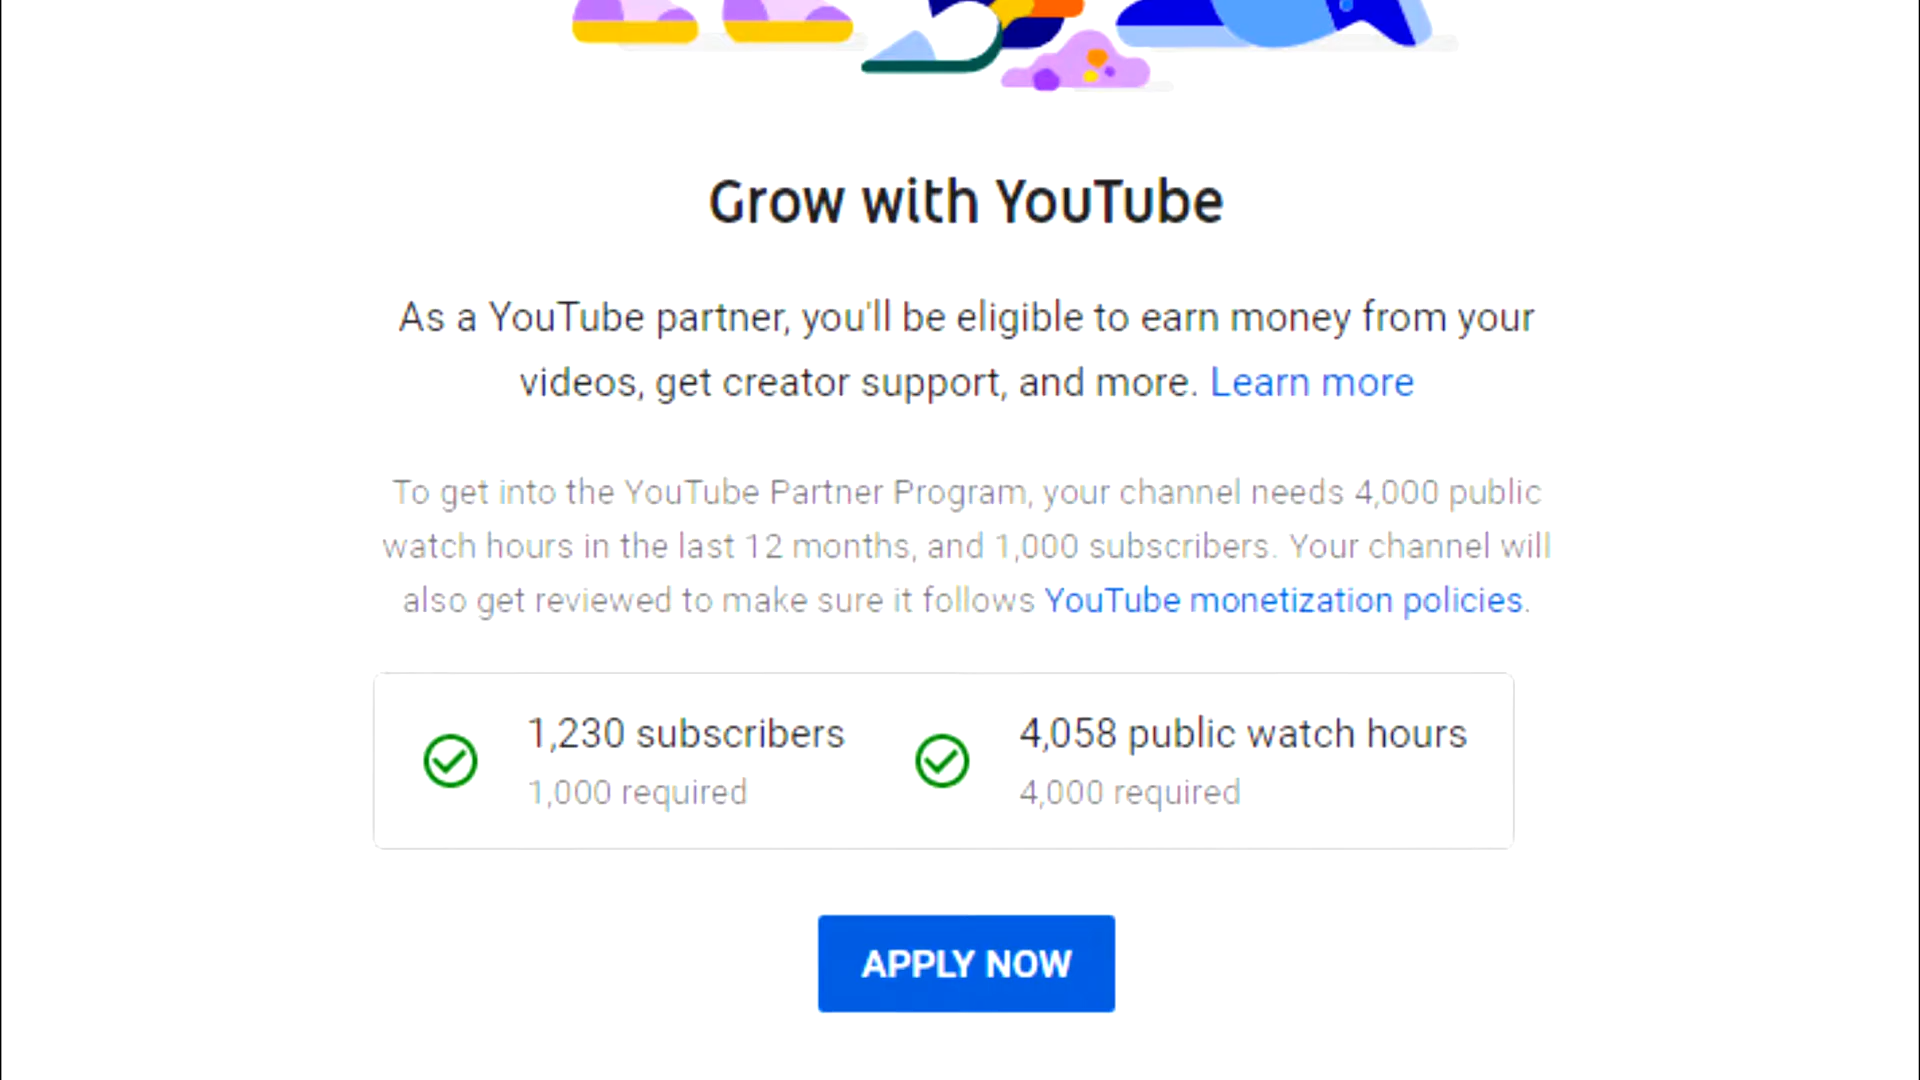 Grow with YouTube
As a YouTube partner, you'll be eligible to earn money from your
videos, get creator support, and more. Learn more
To get into the YouTube Partner Program, your channel needs 4,000 public
watch hours in the last 12 months, and 1,000 subscribers. Your channel will
also get reviewed to make sure it follows YouTube monetization policies.
1,230 subscribers
1,000 required
4,058 public watch hours
4,000 required
APPLY NOW